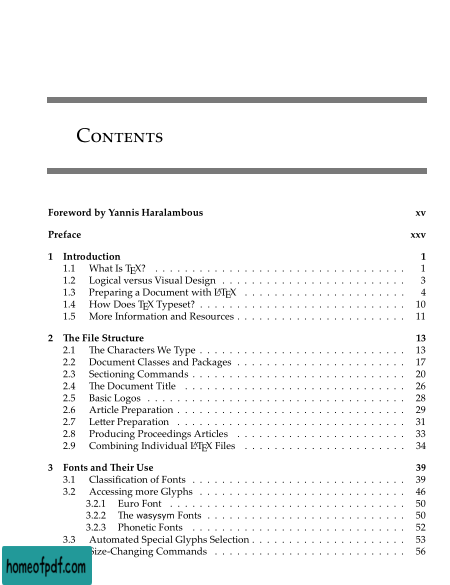 CONTENTS
Foreword by Yannis Haralambous xv
Preface xxv
1 Introduction 1
1.1 What Is TEX? . . . . . . . . . . . . . . . . . . . . . . . . . . . . 1
1.2 Logical versus Visual Design . . . . . . . . . . . . . . . . . . . . 3
1.3 Preparing a Document with LATEX . . . . . . . . . . . . . . . . . . 4
1.4 How Does TEX Typeset? . . . . . . . . . . . . . . . . . . . . . . . 10
1.5 More Information and Resources . . . . . . . . . . . . . . . . . . . 11
2 The File Structure 13
2.1 The Characters We Type . . . . . . . . . . . . . . . . . . . . . . . 13
2.2 Document Classes and Packages . . . . . . . . . . . . . . . . . . . 17
2.3 Sectioning Commands . . . . . . . . . . . . . . . . . . . . . . . . 20
2.4 The Document Title . . . . . . . . . . . . . . . . . . . . . . . . . 26
2.5 Basic Logos . . . . . . . . . . . . . . . . . . . . . . . . . . . . 28
2.6 Article Preparation . . . . . . . . . . . . . . . . . . . . . . . . . 29
2.7 Letter Preparation . . . . . . . . . . . . . . . . . . . . . . . . . 31
2.8 Producing Proceedings Articles . . . . . . . . . . . . . . . . . . . 33
2.9 Combining Individual LATEX Files . . . . . . . . . . . . . . . . . . 34
3 Fonts and Their Use 39
3.1 Classification of Fonts . . . . . . . . . . . . . . . . . . . . . . . 39
3.2 Accessing more Glyphs . . . . . . . . . . . . . . . . . . . . . . . 46
3.2.1 Euro Font . . . . . . . . . . . . . . . . . . . . . . . . . . 50
3.2.2 The wasysym Fonts . . . . . . . . . . . . . . . . . . . . . . 50
3.2.3 Phonetic Fonts . . . . . . . . . . . . . . . . . . . . . . . . 52
3.3 Automated Special Glyphs Selection . . . . . . . . . . . . . . . . . 53
Size-Changing Commands . . . . . . . . . . . . . . . . . . . . . . 56
homeofpdf.com